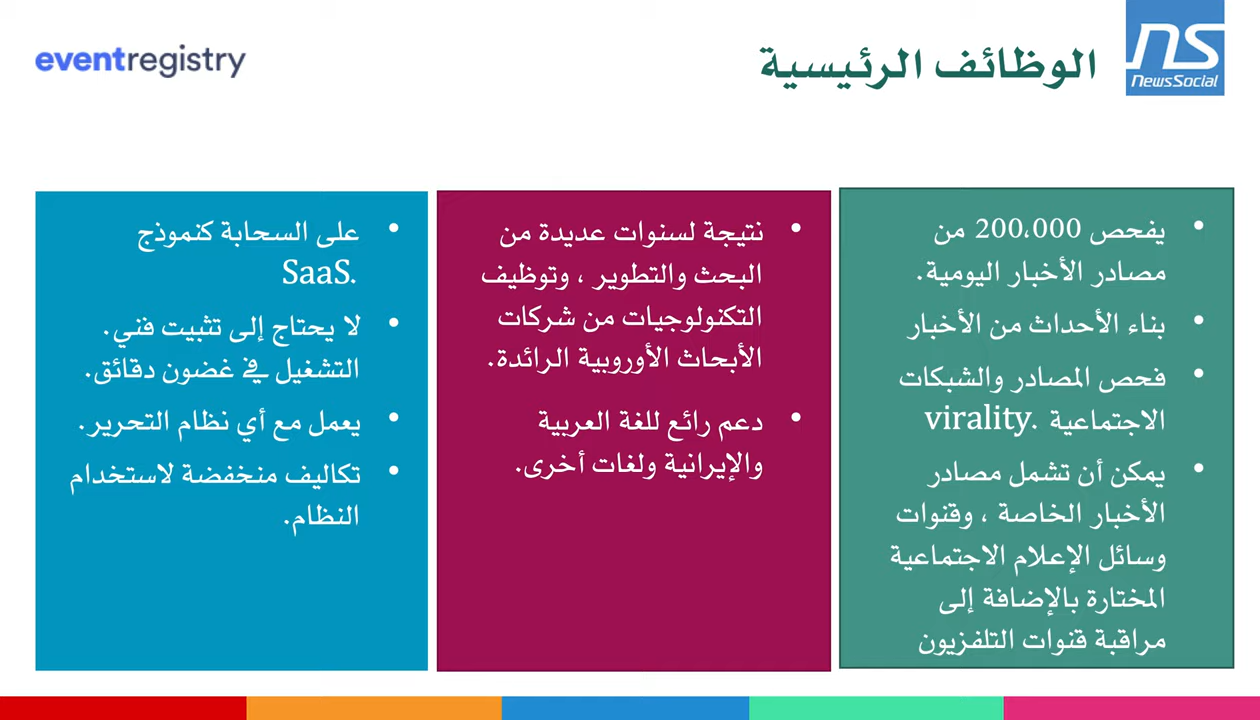 eventregistry
الوظائف الرئيسية
ns
NewsSocial
• يفحص 200،000 من
مصادر الأخبار اليومية.
• بناء الأحداث من الأخبار
• فحص المصادر والشبكات
الاجتماعية .virality
• يمكن أن تشمل مصادر
الأخبار الخاصة ، وقنوات
وسائل الإعلام الاجتماعية
المختارة بالإضافة إلى
مراقبة قنوات التلفزيون
• نتيجة لسنوات عديدة من
البحث والتطوير ، وتوظيف
التكنولوجيات من شركات
الأبحاث الأوروبية الرائدة.
• دعم رائع للغة العربية
والإيرانية ولغات أخرى.
• على السحابة كنموذج
SaaS.
• لا يحتاج إلى تثبيت فني.
التشغيل في غضون دقائق.
• يعمل مع أي نظام التحرير.
• تكاليف منخفضة لاستخدام
النظام.